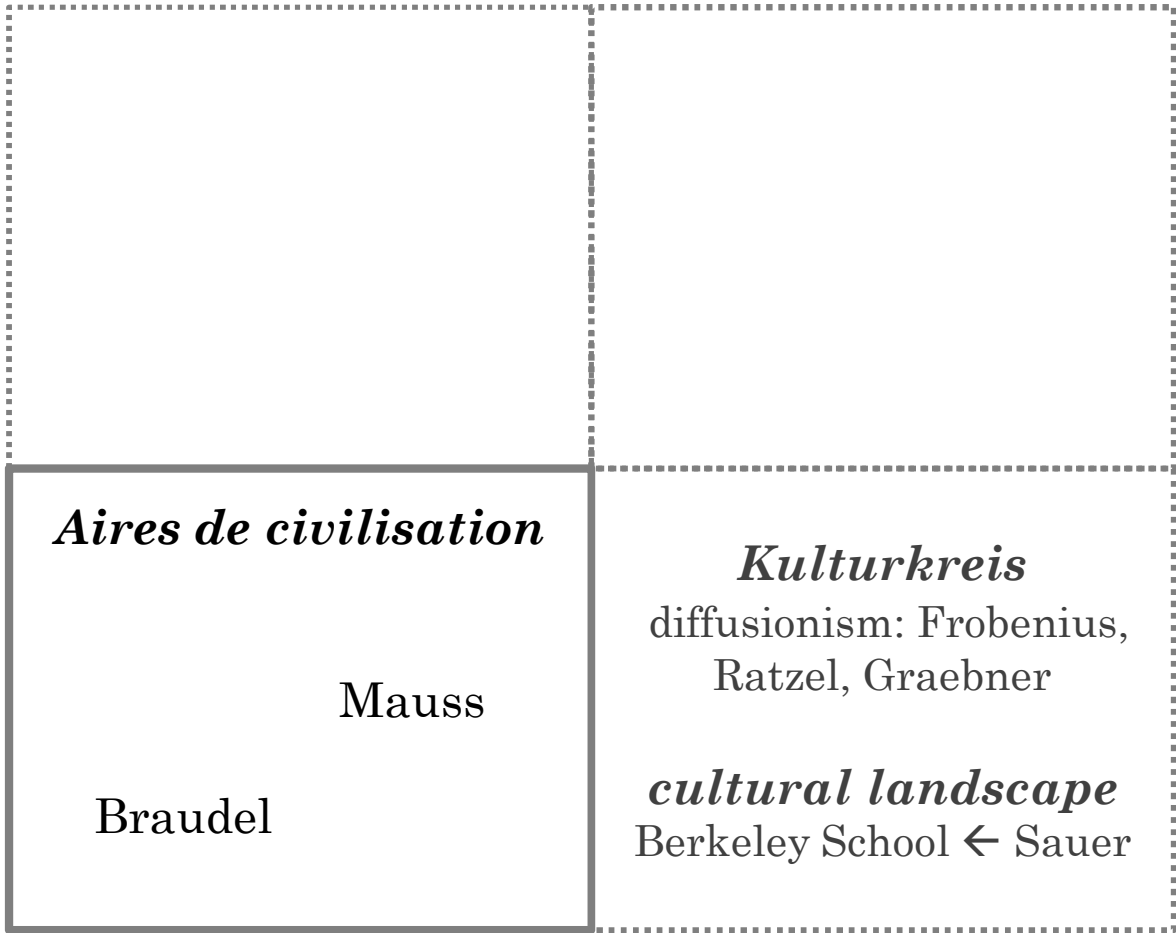 Aires de civilisation
Mauss
Braudel
Kulturkreis
diffusionism: Frobenius,
Ratzel, Graebner
cultural landscape
Berkeley School ← Sauer